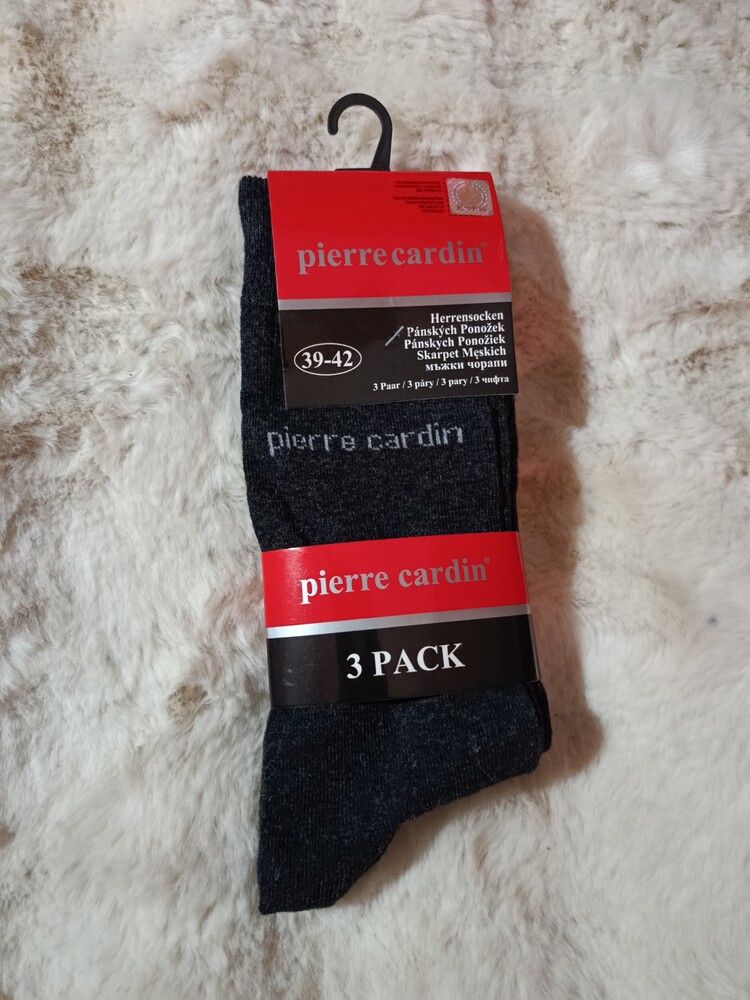 pierre cardin®
Herrensocken
Pánských Ponožek
Pánskych Ponožiek
Skarpet Męskich
мъжки чорапи
39-42
3 Paar / 3 páry / 3 pary / 3 чифта
pierre cardin
pierre cardin®
3 PACK